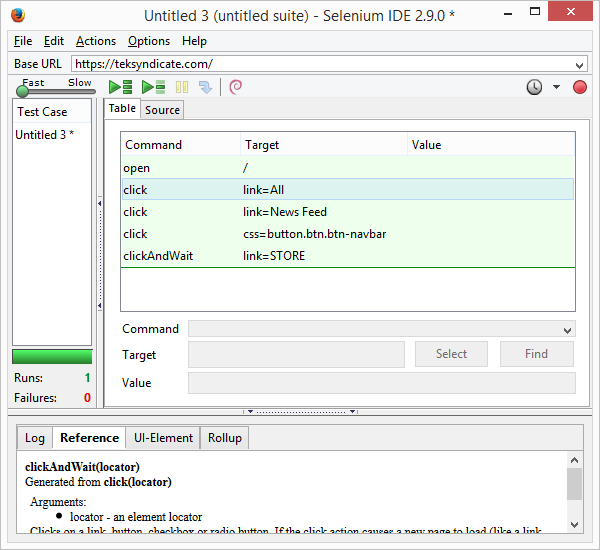 Untitled 3 (untitled suite) - Selenium IDE 2.9.0 *
File Edit Actions Options Help
Base URL https://teksyndicate.com/
Fast Slow
Test Case
Untitled 3 *
Table Source
Command Target Value
open /
click link=All
click link=News Feed
click css=button.btn.btn-navbar
clickAndWait link=STORE
Command
Target Select Find
Value
Runs: 1
Failures: 0
Log Reference UI-Element Rollup
clickAndWait(locator)
Generated from click(locator)
Arguments:
• locator - an element locator
Clicks on a link, button, checkbox or radio button. If the click action causes a new page to load (like a link